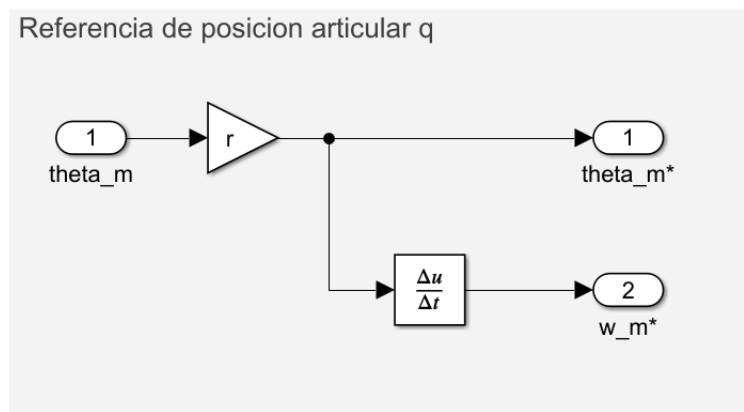 Referencia de posicion articular q
1
theta_m
r
1
theta_m*
Δu
Δt
2
w_m*